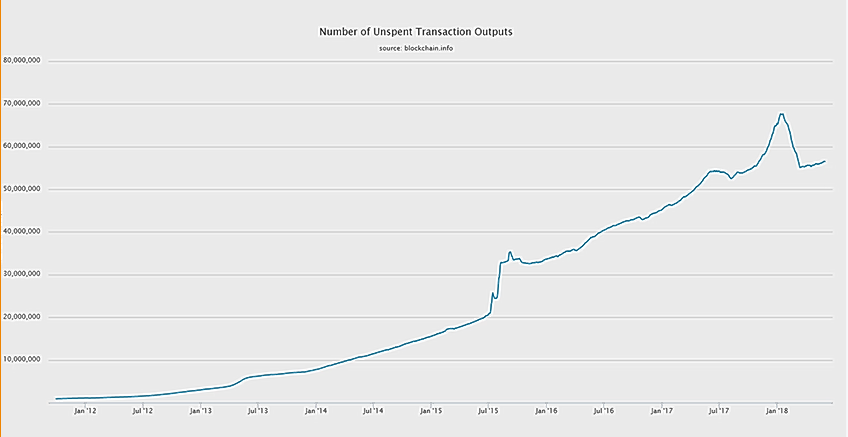 Number of Unspent Transaction Outputs
source: blockchain.info
80,000,000
70,000,000
60,000,000
50,000,000
40,000,000
30,000,000
20,000,000
10,000,000
Jan '12 Jul '12 Jan '13 Jul '13 Jan '14 Jul '14 Jan '15 Jul '15 Jan '16 Jul '16 Jan '17 Jul '17 Jan '18